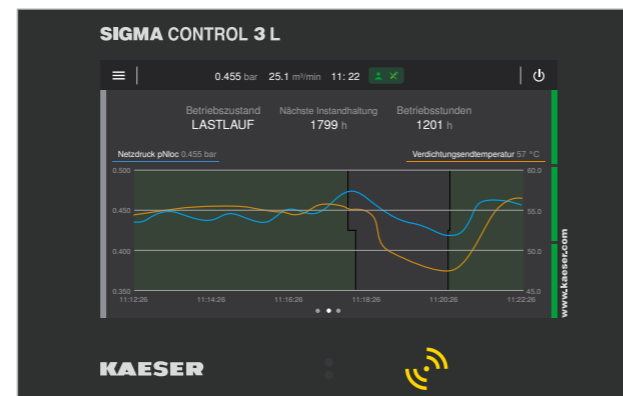 SIGMA CONTROL 3 L
0.455 bar 25.1 m³/min 11:22
Betriebszustand Nächste Instandhaltung Betriebsstunden
LASTLAUF 1799 h 1201 h
Netzdruck pNloc 0.455 bar Verdichtungsendtemperatur 57 °C
0.500 60.0
0.450 55.0
0.400 50.0
0.350 45.0
11:12:26 11:14:26 11:16:26 11:18:26 11:20:26 11:22:26
www.kaeser.com
KAESER